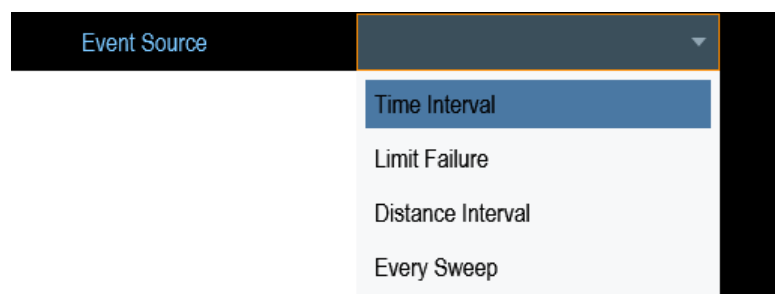 Event Source
Time Interval
Limit Failure
Distance Interval
Every Sweep